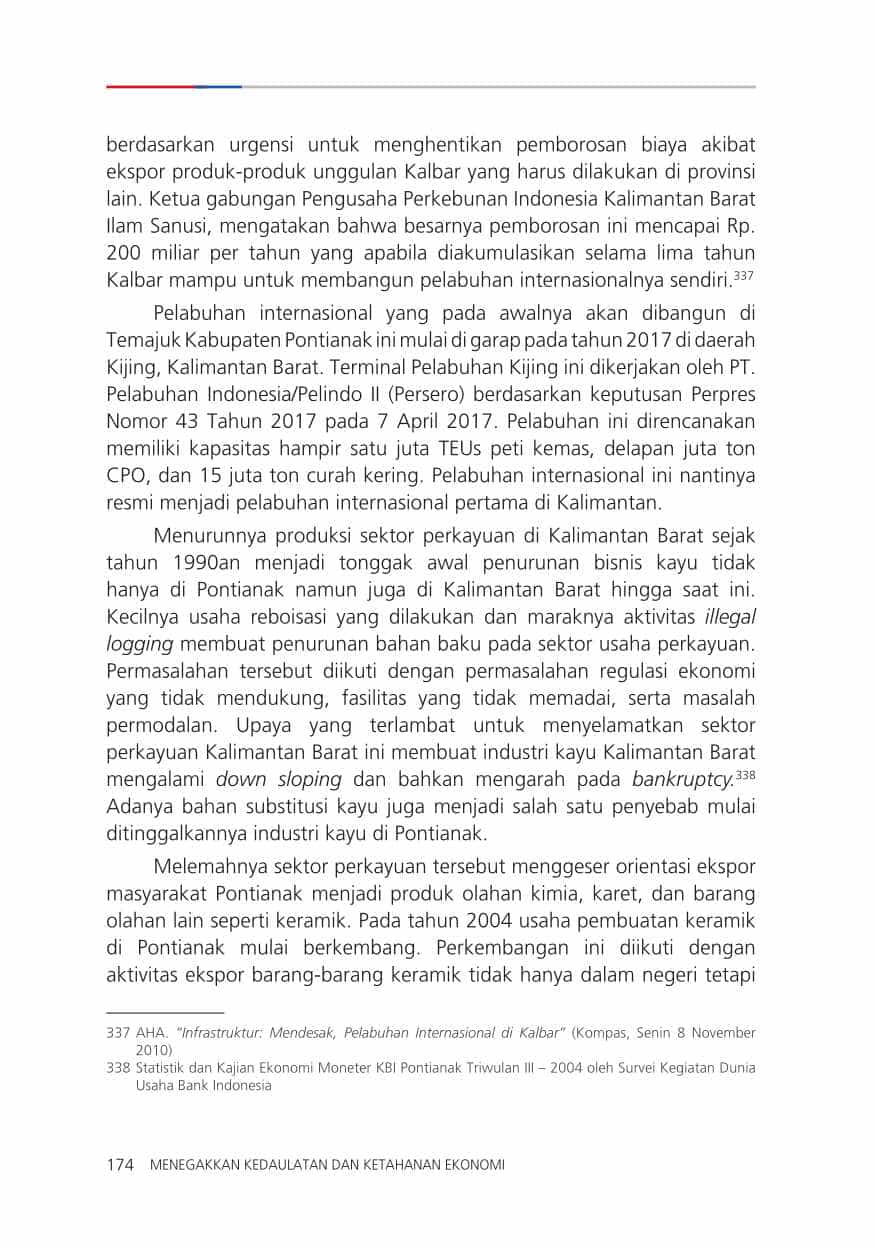 berdasarkan urgensi untuk menghentikan pemborosan biaya akibat
ekspor produk-produk unggulan Kalbar yang harus dilakukan di provinsi
lain. Ketua gabungan Pengusaha Perkebunan Indonesia Kalimantan Barat
Ilam Sanusi, mengatakan bahwa besarnya pemborosan ini mencapai Rp.
200 miliar per tahun yang apabila diakumulasikan selama lima tahun
Kalbar mampu untuk membangun pelabuhan internasionalnya sendiri.337
Pelabuhan internasional yang pada awalnya akan dibangun di
Temajuk Kabupaten Pontianak ini mulai di garap pada tahun 2017 di daerah
Kijing, Kalimantan Barat. Terminal Pelabuhan Kijing ini dikerjakan oleh PT.
Pelabuhan Indonesia/Pelindo II (Persero) berdasarkan keputusan Perpres
Nomor 43 Tahun 2017 pada 7 April 2017. Pelabuhan ini direncanakan
memiliki kapasitas hampir satu juta TEUs peti kemas, delapan juta ton
CPO, dan 15 juta ton curah kering. Pelabuhan internasional ini nantinya
resmi menjadi pelabuhan internasional pertama di Kalimantan.
Menurunnya produksi sektor perkayuan di Kalimantan Barat sejak
tahun 1990an menjadi tonggak awal penurunan bisnis kayu tidak
hanya di Pontianak namun juga di Kalimantan Barat hingga saat ini.
Kecilnya usaha reboisasi yang dilakukan dan maraknya aktivitas illegal
logging membuat penurunan bahan baku pada sektor usaha perkayuan.
Permasalahan tersebut diikuti dengan permasalahan regulasi ekonomi
yang tidak mendukung, fasilitas yang tidak memadai, serta masalah
permodalan. Upaya yang terlambat untuk menyelamatkan sektor
perkayuan Kalimantan Barat ini membuat industri kayu Kalimantan Barat
mengalami down sloping dan bahkan mengarah pada bankruptcy.338
Adanya bahan substitusi kayu juga menjadi salah satu penyebab mulai
ditinggalkannya industri kayu di Pontianak.
Melemahnya sektor perkayuan tersebut menggeser orientasi ekspor
masyarakat Pontianak menjadi produk olahan kimia, karet, dan barang
olahan lain seperti keramik. Pada tahun 2004 usaha pembuatan keramik
di Pontianak mulai berkembang. Perkembangan ini diikuti dengan
aktivitas ekspor barang-barang keramik tidak hanya dalam negeri tetapi
337 AHA. "Infrastruktur: Mendesak, Pelabuhan Internasional di Kalbar" (Kompas, Senin 8 November
2010)
338 Statistik dan Kajian Ekonomi Moneter KBI Pontianak Triwulan III – 2004 oleh Survei Kegiatan Dunia
Usaha Bank Indonesia
174 MENEGAKKAN KEDAULATAN DAN KETAHANAN EKONOMI